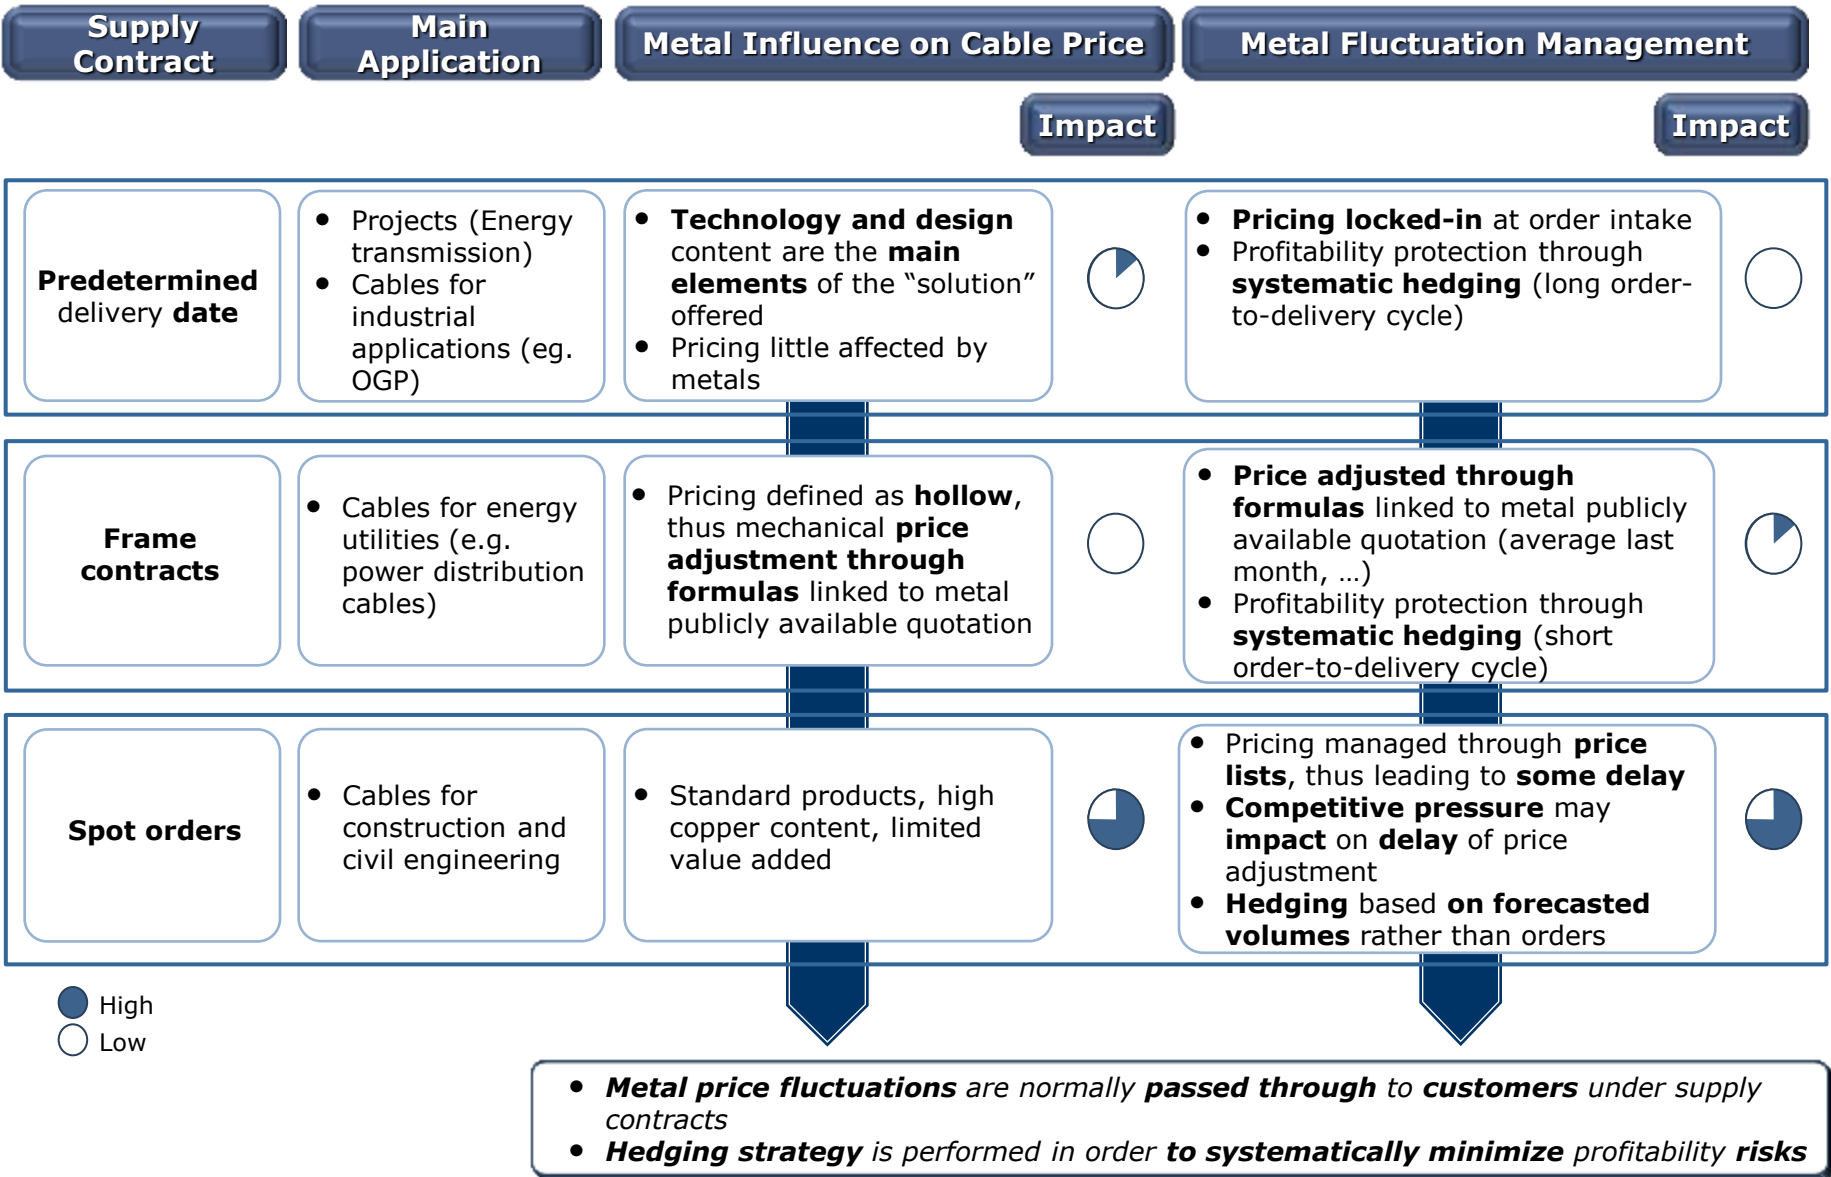 Supply
Contract
Main
Application
Metal Influence on Cable Price
Metal Fluctuation Management
Impact
Impact
Predetermined
delivery date
• Projects (Energy
transmission)
• Cables for
industrial
applications (eg.
OGP)
• Technology and design
content are the main
elements of the “solution”
offered
• Pricing little affected by
metals
• Pricing locked-in at order intake
• Profitability protection through
systematic hedging (long order-
to-delivery cycle)
Frame
contracts
• Cables for energy
utilities (e.g.
power distribution
cables)
• Pricing defined as hollow,
thus mechanical price
adjustment through
formulas linked to metal
publicly available quotation
• Price adjusted through
formulas linked to metal publicly
available quotation (average last
month, …)
• Profitability protection through
systematic hedging (short
order-to-delivery cycle)
Spot orders
• Cables for
construction and
civil engineering
• Standard products, high
copper content, limited
value added
• Pricing managed through price
lists, thus leading to some delay
• Competitive pressure may
impact on delay of price
adjustment
• Hedging based on forecasted
volumes rather than orders
High
Low
• Metal price fluctuations are normally passed through to customers under supply
contracts
• Hedging strategy is performed in order to systematically minimize profitability risks